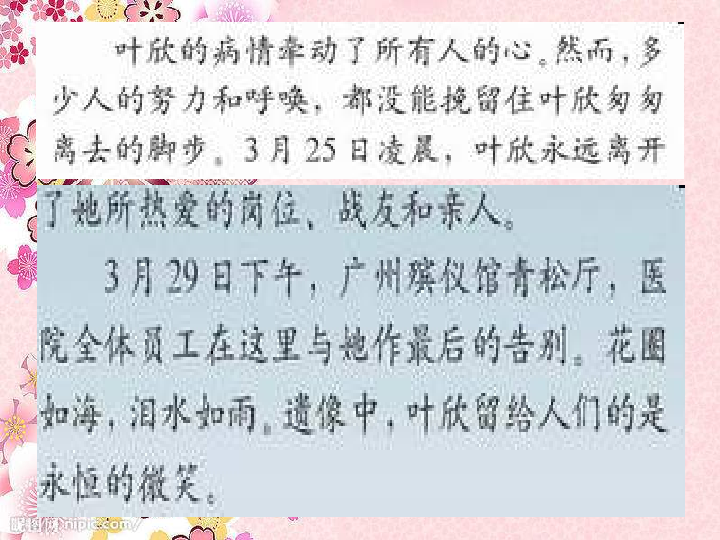 叶欣的病情牵动了所有人的心。然而，多
少人的努力和呼唤，都没能挽留住叶欣匆匆
离去的脚步。3月25日凌晨，叶欣永远离开
了她所热爱的岗位、战友和亲人。
3月29日下午，广州殡仪馆青松厅，医
院全体员工在这里与她作最后的告别。花圈
如海，泪水如雨。遗像中，叶欣留给人们的是
永恒的微笑。
昵图网 nipic.com/